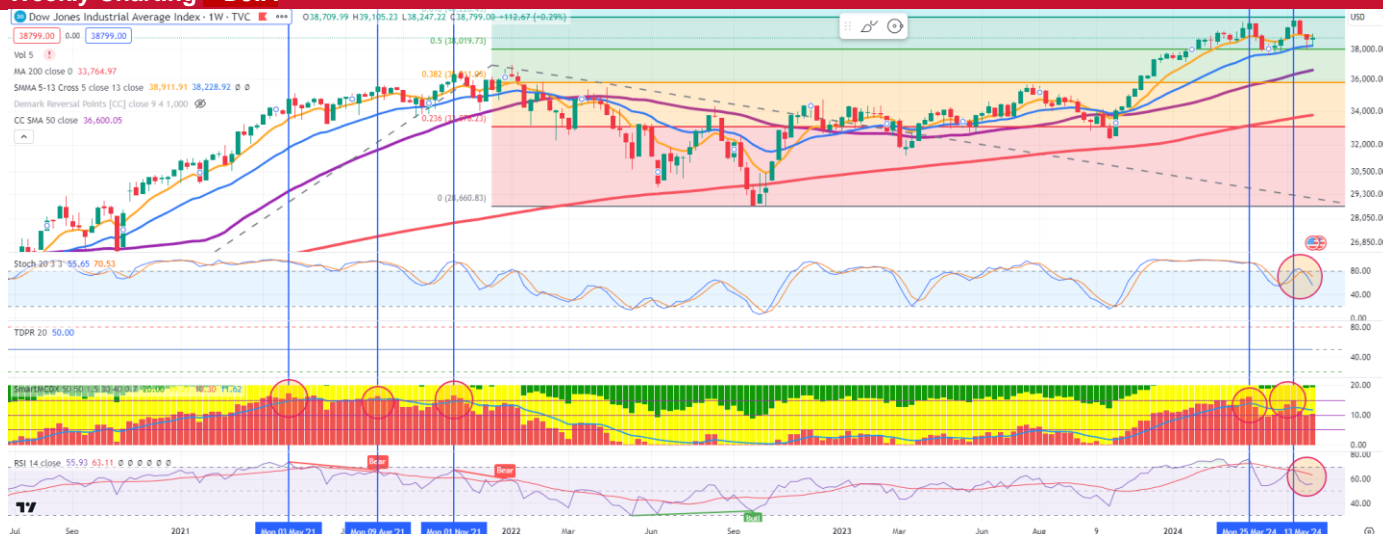 Dow Jones Industrial Average Index · 1W · TVC
O38,709.99 H39,105.23 L38,247.22 C38,799.00 +112.67 (+0.29%)
USD
38799.00 0.00 38799.00
Vol 5
MA 200 close 0 33,764.97
SMMA 5-13 Cross 5 close 13 close 38,911.91 38,228.92 ø ø
Demark Reversal Points [CC] close 9 4 1,000
CC SMA 50 close 36,600.05
0.5 (38,019.73)
0.382
0.236
0 (28,660.83)
38,000.00
36,000.00
34,000.00
32,000.00
30,500.00
29,300.00
28,050.00
26,850.00
Stoch 20 3 3 55.65 70.53
80.00
40.00
0.00
TDPR 20 50.00
80.00
40.00
20.00
11.62
20.00
10.00
0.00
RSI 14 close 55.93 63.11 ø ø ø ø ø ø
Bear
Bear
Bull
80.00
60.00
40.00
Jul Sep 2021 Mon 03 May '21 Mon 09 Aug '21 Mon 01 Nov '21 2022 Mar Jun Sep 2023 Mar Jun Aug 9 2024 Mon 25 Mar '24 13 May '24